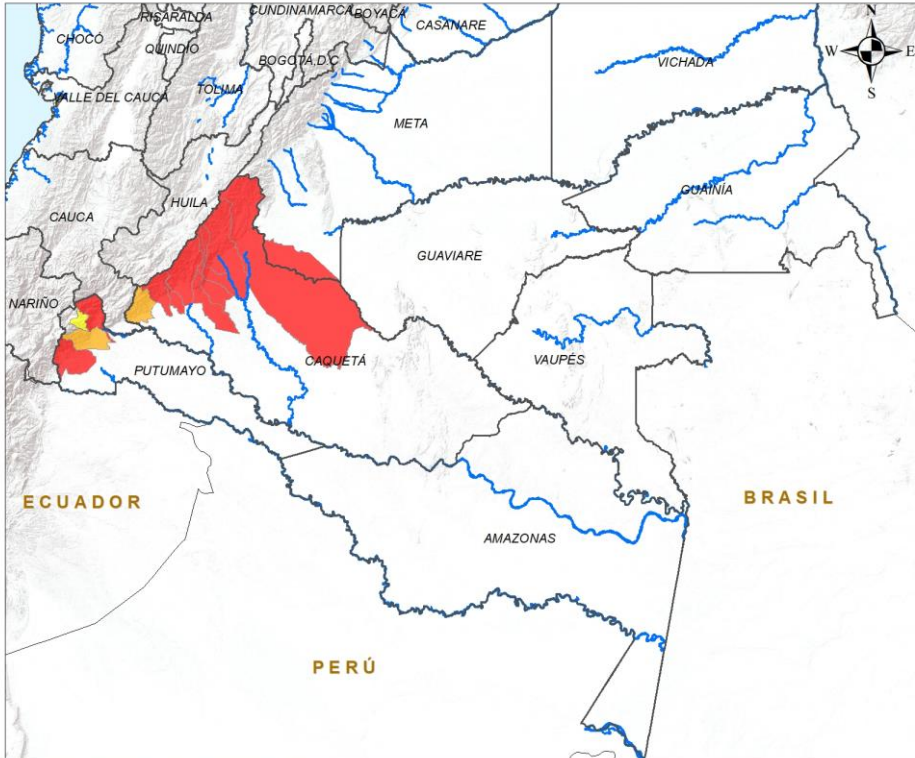 CUNDINAMARCA
BOYACÁ
RISARALDA
CASANARE
N
CHOCÓ
QUINDIO
W
E
BOGOTÁ D.C
VICHADA
S
VALLE DEL CAUCA
TOLIMA
META
GUAINÍA
HUILA
CAUCA
GUAVIARE
NARIÑO
CAQUETÁ
VAUPÉS
PUTUMAYO
ECUADOR
BRASIL
AMAZONAS
PERÚ